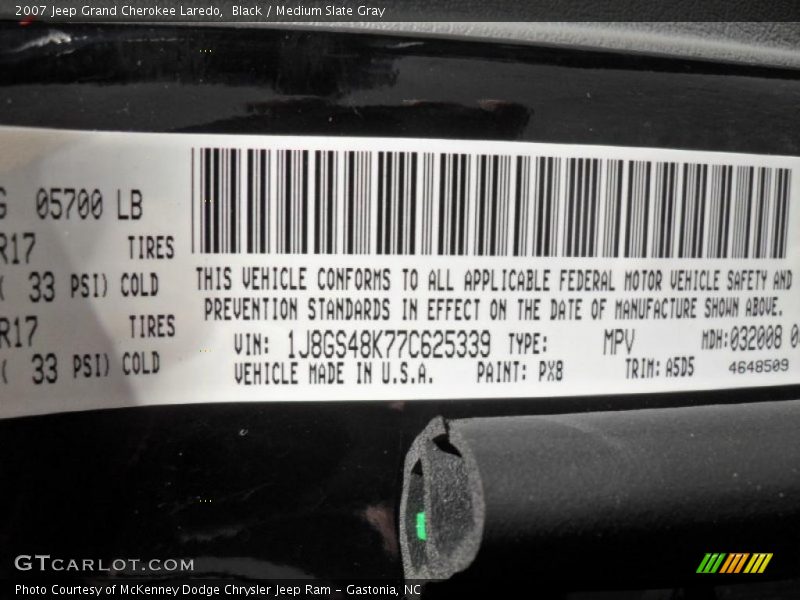 2007 Jeep Grand Cherokee Laredo, Black / Medium Slate Gray
05700 LB
R17 TIRES
( 33 PSI) COLD
R17 TIRES
( 33 PSI) COLD
THIS VEHICLE CONFORMS TO ALL APPLICABLE FEDERAL MOTOR VEHICLE SAFETY AND
PREVENTION STANDARDS IN EFFECT ON THE DATE OF MANUFACTURE SHOWN ABOVE.
VIN: 1J8GS48K77C625339 TYPE: MPV MDH:032008 0
VEHICLE MADE IN U.S.A. PAINT: PX8 TRIM: A5D5 4648509
GTCARLOT.COM
Photo Courtesy of McKenney Dodge Chrysler Jeep Ram - Gastonia, NC